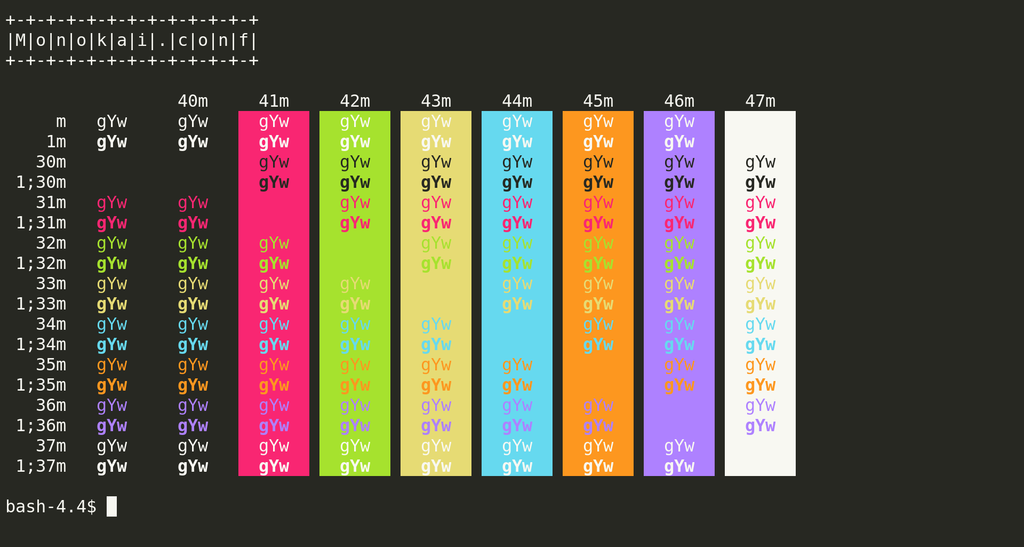 +-+-+-+-+-+-+-+-+-+-+-+-+
|M|o|n|o|k|a|i|.|c|o|n|f|
+-+-+-+-+-+-+-+-+-+-+-+-+
40m 41m 42m 43m 44m 45m 46m 47m
m gYw gYw gYw gYw gYw gYw gYw gYw
1m gYw gYw gYw gYw gYw gYw gYw gYw
30m gYw gYw gYw gYw gYw gYw gYw
1;30m gYw gYw gYw gYw gYw gYw gYw
31m gYw gYw gYw gYw gYw gYw gYw gYw
1;31m gYw gYw gYw gYw gYw gYw gYw gYw
32m gYw gYw gYw gYw gYw gYw gYw gYw
1;32m gYw gYw gYw gYw gYw gYw gYw gYw
33m gYw gYw gYw gYw gYw gYw gYw gYw
1;33m gYw gYw gYw gYw gYw gYw gYw gYw
34m gYw gYw gYw gYw gYw gYw gYw
1;34m gYw gYw gYw gYw gYw gYw gYw gYw
35m gYw gYw gYw gYw gYw gYw gYw gYw
1;35m gYw gYw gYw gYw gYw gYw gYw gYw
36m gYw gYw gYw gYw gYw gYw gYw gYw
1;36m gYw gYw gYw gYw gYw gYw gYw gYw
37m gYw gYw gYw gYw gYw gYw gYw gYw
1;37m gYw gYw gYw gYw gYw gYw gYw gYw
bash-4.4$